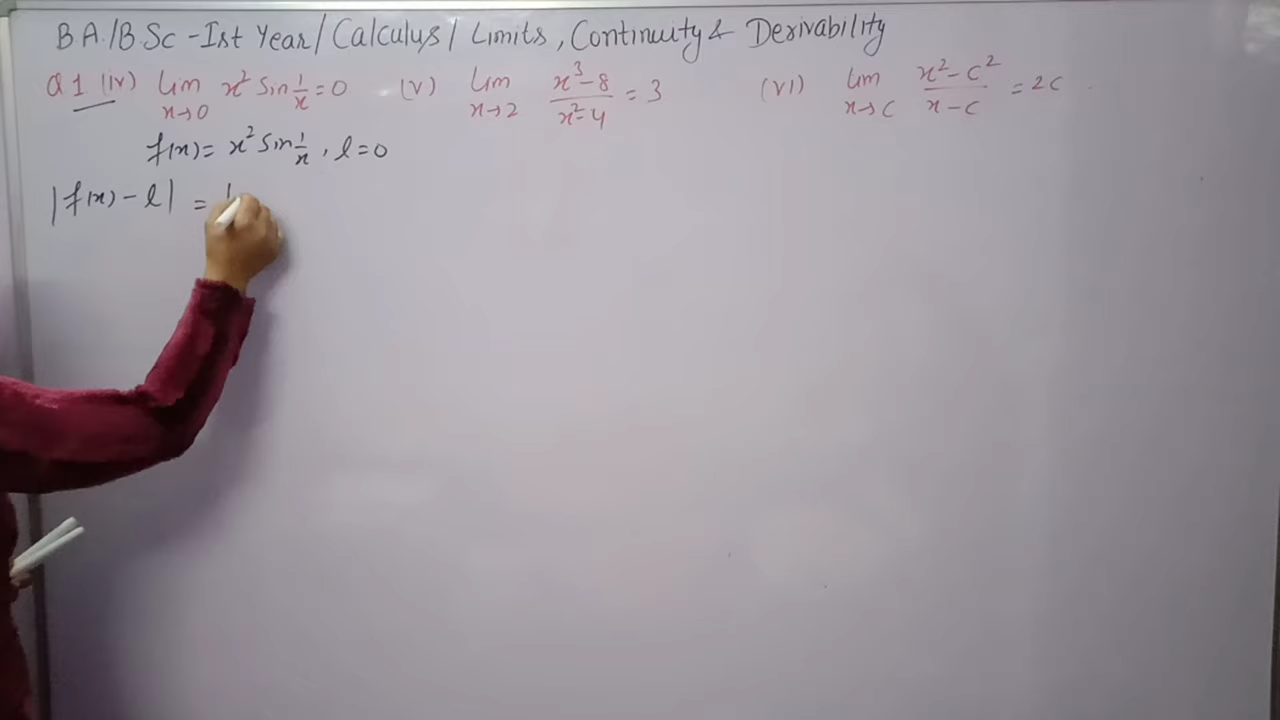 B.A./B.Sc - Ist Year/ Calculus/ Limits, Continuity & Derivability
Q1 (iv) lim x→0 x² Sin 1/x = 0 (v) lim x→2 x³-8/x²-4 = 3 (vi) lim x→c x²-c²/x-c = 2c
f(x) = x² Sin 1/x, l=0
|f(x) - l| = |